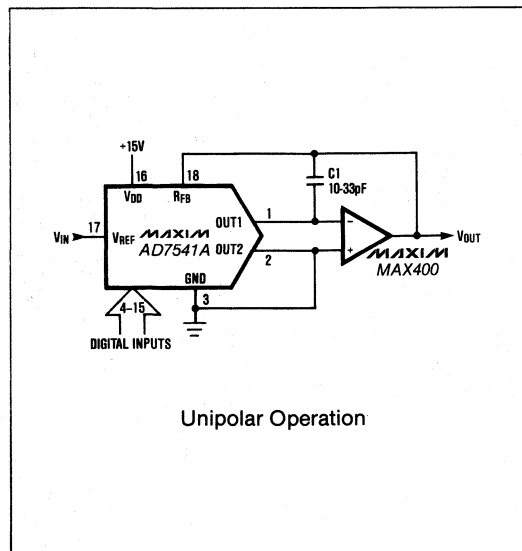 +15V
16
18
VDD
RFB
C1
10-33pF
OUT1
1
VIN
17
VREF
MAXIM
AD7541A
OUT2
2
−
+
VOUT
MAXIM
MAX400
GND
3
4-15
DIGITAL INPUTS
Unipolar Operation